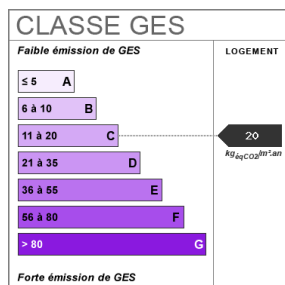 CLASSE GES
Faible émission de GES
LOGEMENT
≤ 5 A
6 à 10 B
11 à 20 C
20
kgéqCO2/m².an
21 à 35 D
36 à 55 E
56 à 80 F
> 80 G
Forte émission de GES